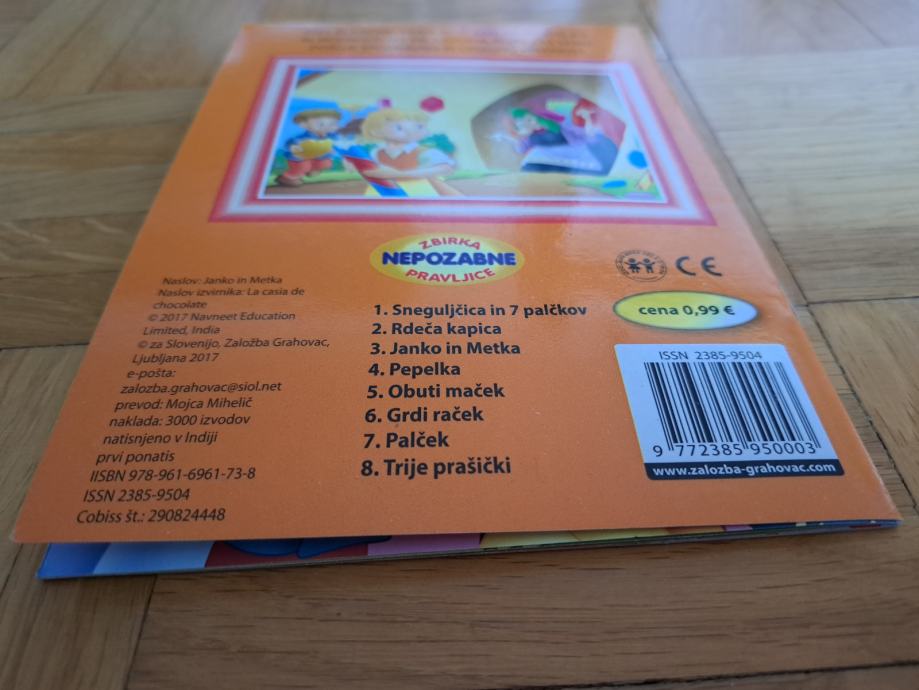 ZBIRKA
NEPOZABNE
PRAVLJICE
Naslov: Janko in Metka
Naslov izvirnika: La casia de
chocolate
© 2017 Navneet Education
Limited, India
© za Slovenijo, Založba Grahovac,
Ljubljana 2017
e-pošta:
zalozba.grahovac@siol.net
prevod: Mojca Mihelič
naklada: 3000 izvodov
natisnjeno v Indiji
prvi ponatis
IISBN 978-961-6961-73-8
ISSN 2385-9504
Cobiss št.: 290824448
1. Sneguljčica in 7 palčkov
2. Rdeča kapica
3. Janko in Metka
4. Pepelka
5. Obuti maček
6. Grdi raček
7. Palček
8. Trije prašički
CE
cena 0,99 €
ISSN 2385-9504
9 772385 950003
www.zalozba-grahovac.com